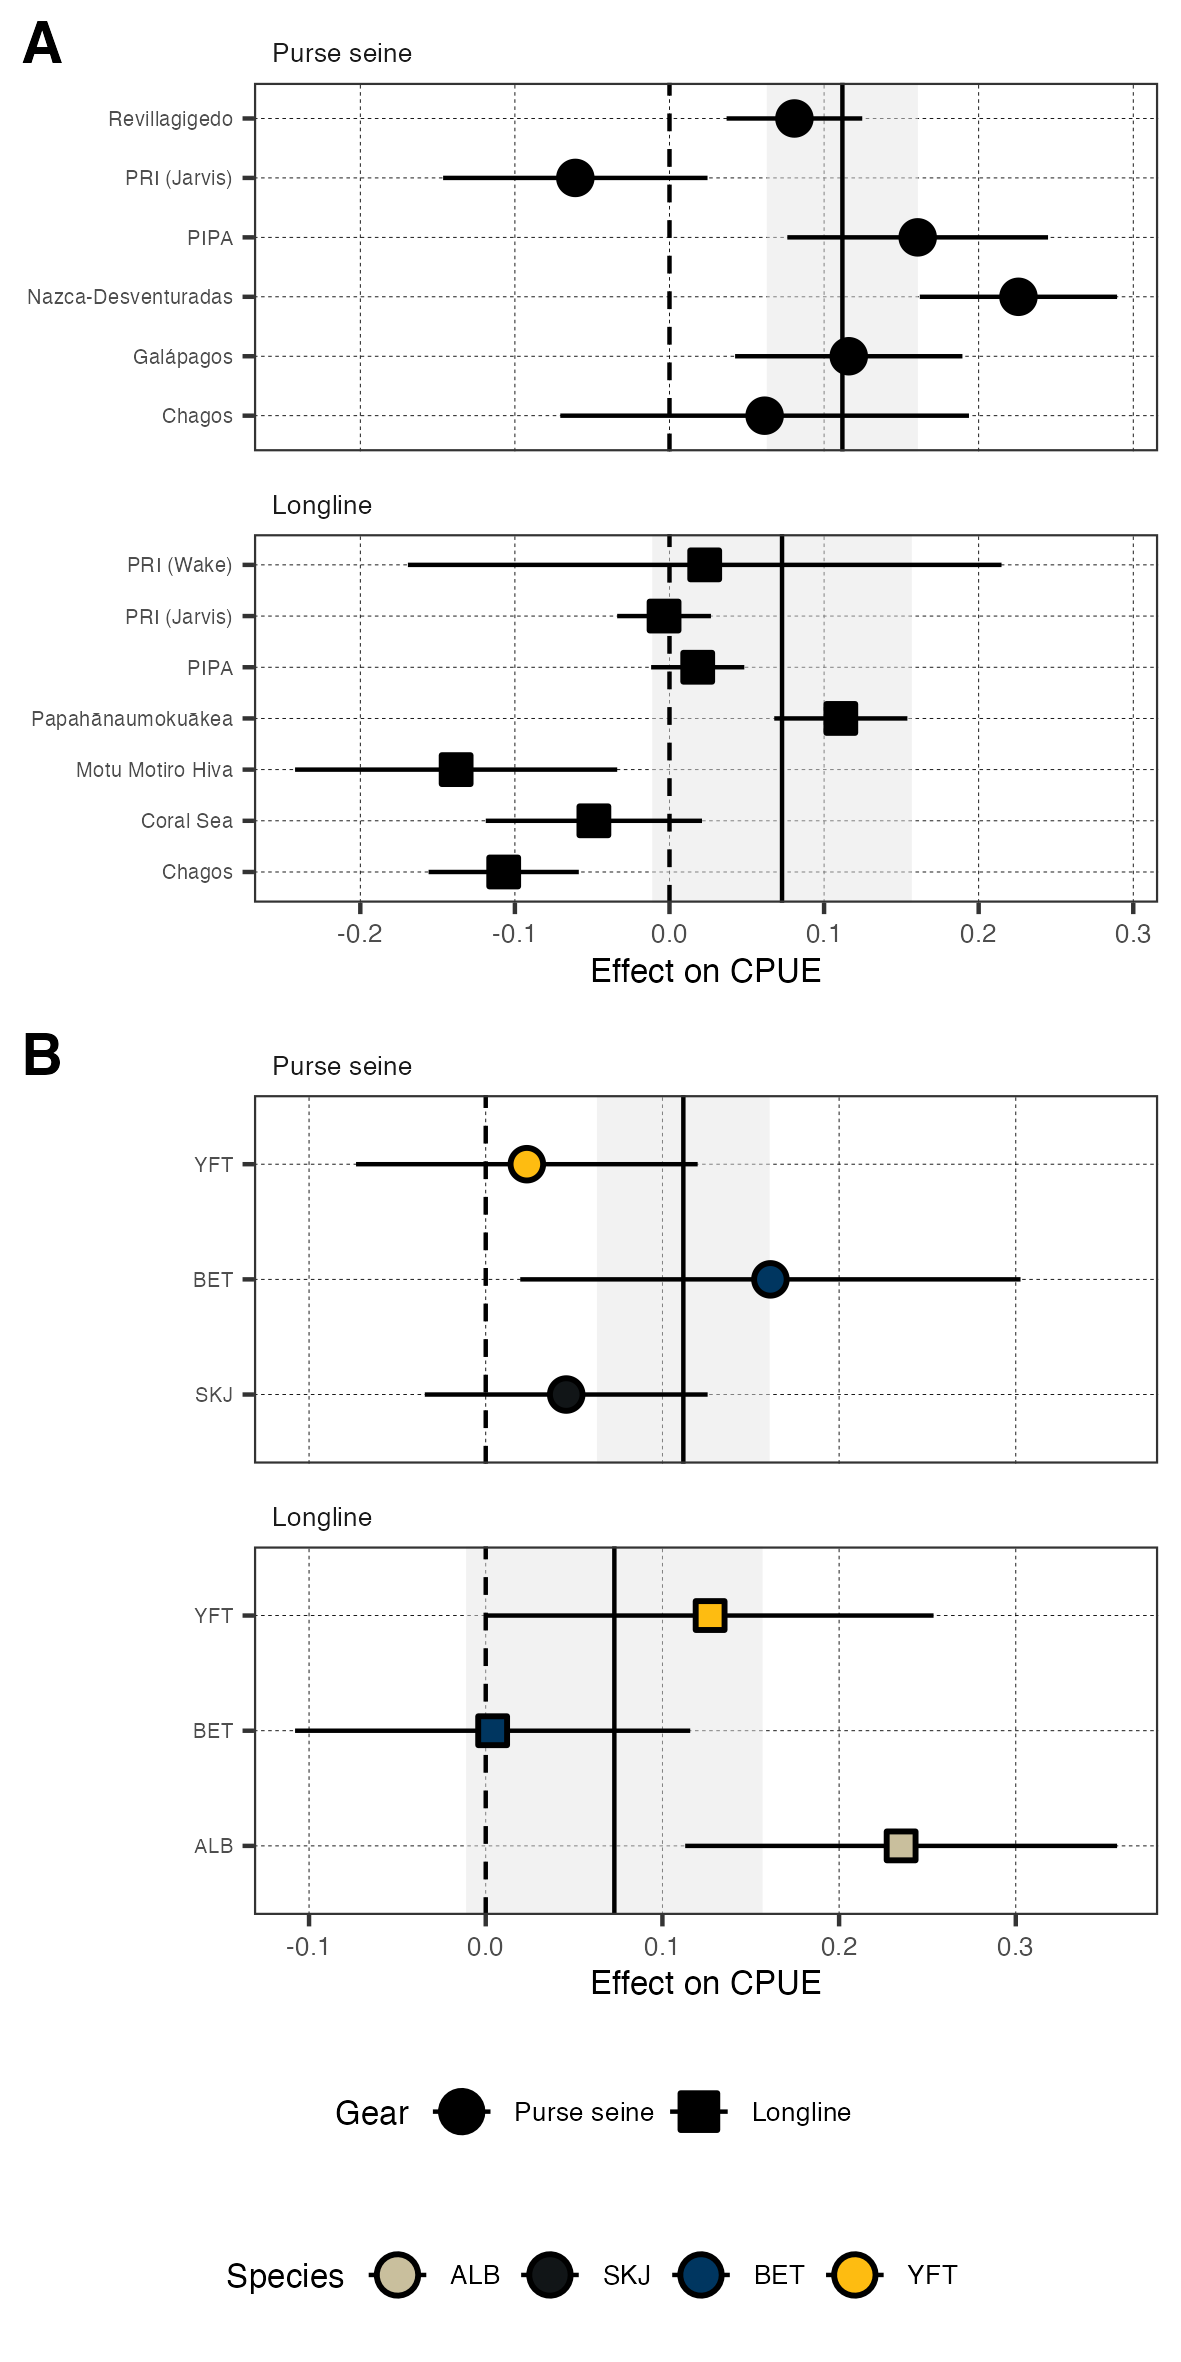 A
Purse seine
Revillagigedo
PRI (Jarvis)
PIPA
Nazca-Desventuradas
Galápagos
Chagos
Longline
PRI (Wake)
PRI (Jarvis)
PIPA
Papahānaumokuākea
Motu Motiro Hiva
Coral Sea
Chagos
-0.2 -0.1 0.0 0.1 0.2 0.3
Effect on CPUE
B
Purse seine
YFT
BET
SKJ
Longline
YFT
BET
ALB
-0.1 0.0 0.1 0.2 0.3
Effect on CPUE
Gear Purse seine Longline
Species ALB SKJ BET YFT